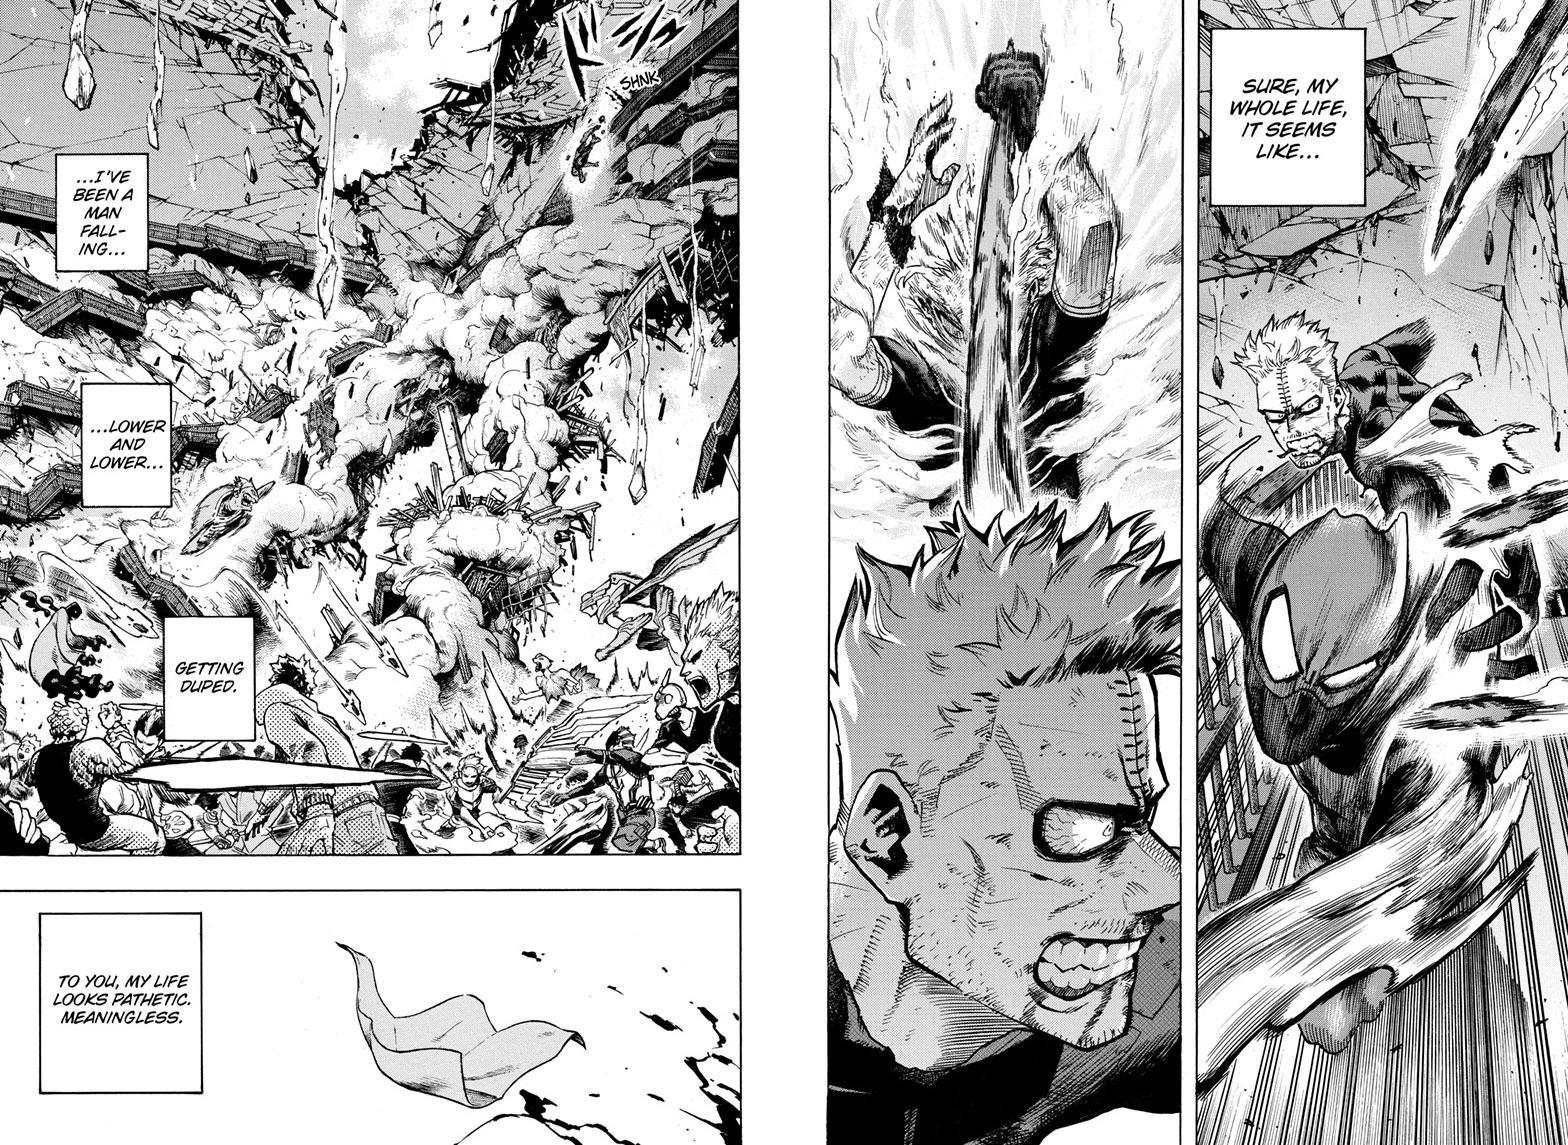 SURE, MY
WHOLE LIFE,
IT SEEMS
LIKE...
SHNK
...I'VE
BEEN A
MAN
FALL-
ING...
...LOWER
AND
LOWER...
GETTING
DUPED.
TO YOU, MY LIFE
LOOKS PATHETIC.
MEANINGLESS.